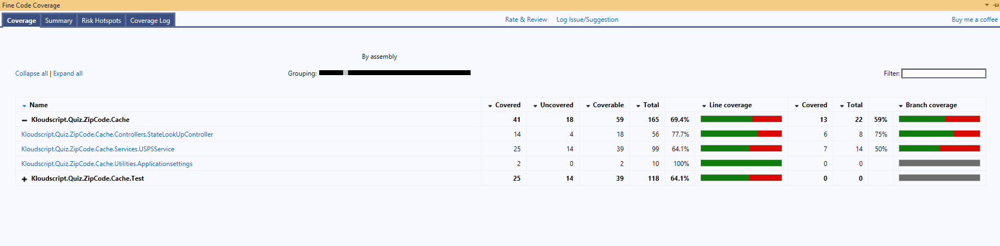 Fine Code Coverage
Coverage Summary Risk Hotspots Coverage Log Rate & Review Log Issue/Suggestion Buy me a coffee
By assembly
Collapse all | Expand all Grouping: Filter:
Name Covered Uncovered Coverable Total Line coverage Covered Total Branch coverage
Kloudscript.Quiz.ZipCode.Cache 41 18 59 165 69.4% 13 22 59%
Kloudscript.Quiz.ZipCode.Cache.Controllers.StateLookUpController 14 4 18 56 77.7% 6 8 75%
Kloudscript.Quiz.ZipCode.Cache.Services.USPSService 25 14 39 99 64.1% 7 14 50%
Kloudscript.Quiz.ZipCode.Cache.Utilities.Applicationsettings 2 0 2 10 100% 0 0
Kloudscript.Quiz.ZipCode.Cache.Test 25 14 39 118 64.1% 0 0